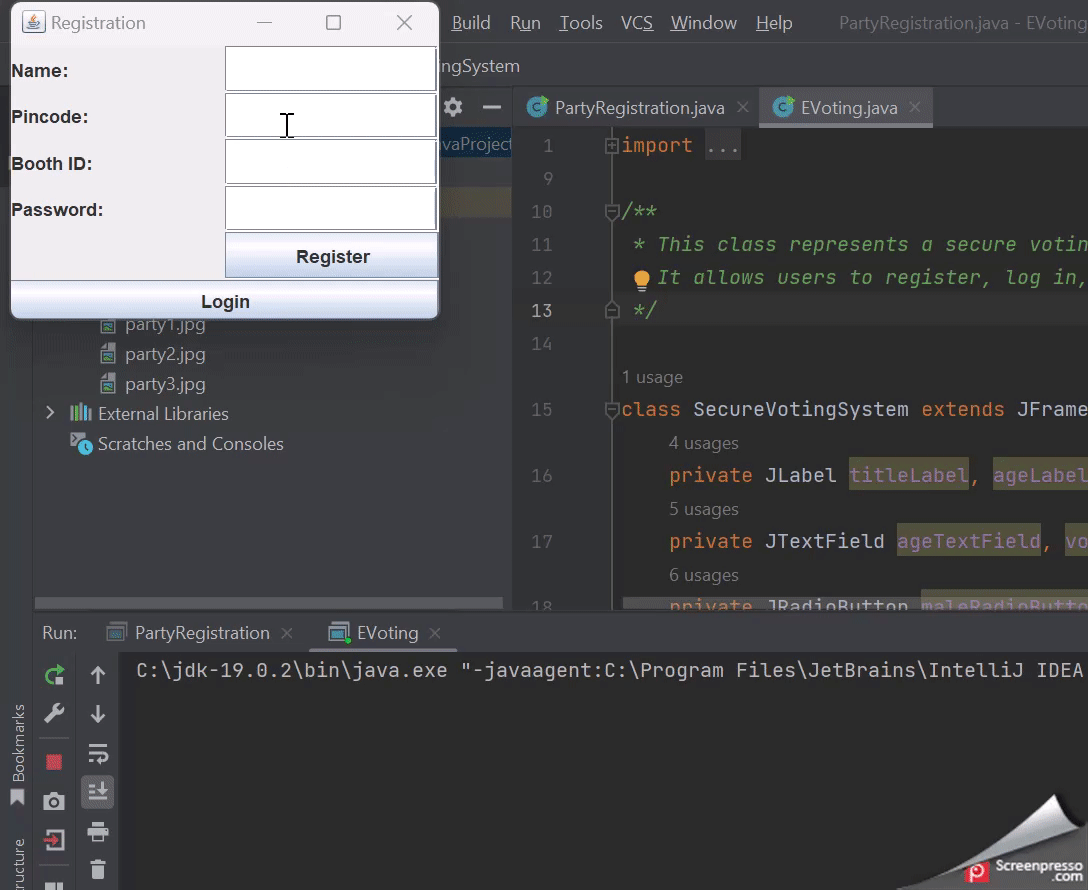 Registration
Build Run Tools VCS Window Help PartyRegistration.java - EVoting
Name:
ngSystem
Pincode:
PartyRegistration.java EVoting.java
Booth ID:
Password:
Register
Login
avaProject
1 import ...
9
10 /**
11 * This class represents a secure votin
12 It allows users to register, log in,
13 */
14
1 usage
15 class SecureVotingSystem extends JFrame
4 usages
16 private JLabel titleLabel, ageLabel
5 usages
17 private JTextField ageTextField, vo
6 usages
18 private JRadioButton maleRadioButto
party1.jpg
party2.jpg
party3.jpg
External Libraries
Scratches and Consoles
Run: PartyRegistration EVoting
C:\jdk-19.0.2\bin\java.exe "-javaagent:C:\Program Files\JetBrains\IntelliJ IDEA
Bookmarks
ructure
Screenpresso
.com